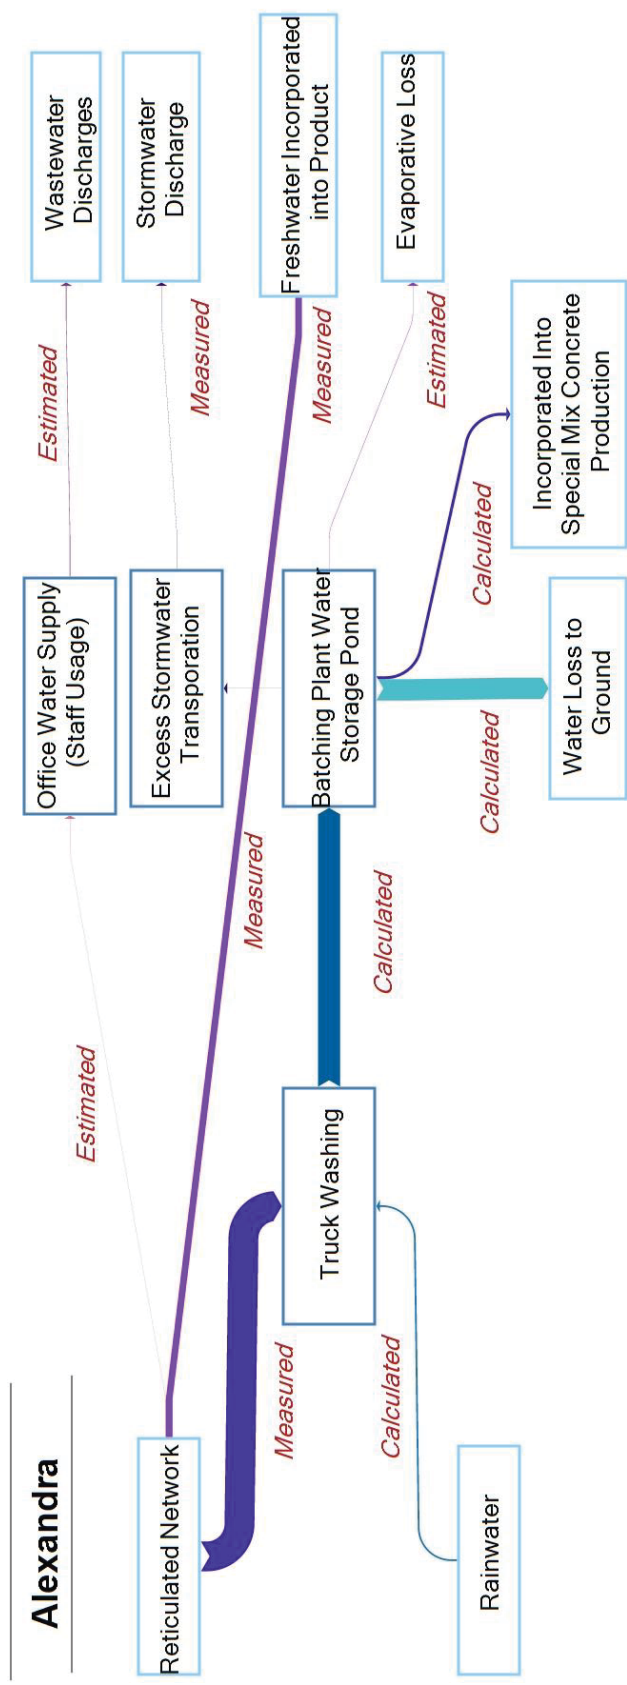 Alexandra
Reticulated Network
Rainwater
Estimated
Measured
Measured
Calculated
Truck Washing
Calculated
Office Water Supply
(Staff Usage)
Excess Stormwater
Transporation
Batching Plant Water
Storage Pond
Calculated
Water Loss to
Ground
Estimated
Measured
Measured
Estimated
Calculated
Wastewater
Discharges
Stormwater
Discharge
Freshwater Incorporated
into Product
Evaporative Loss
Incorporated Into
Special Mix Concrete
Production